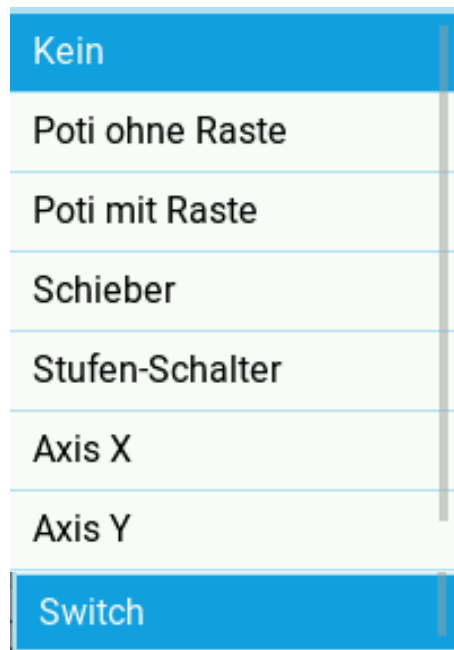 Kein
Poti ohne Raste
Poti mit Raste
Schieber
Stufen-Schalter
Axis X
Axis Y
Switch